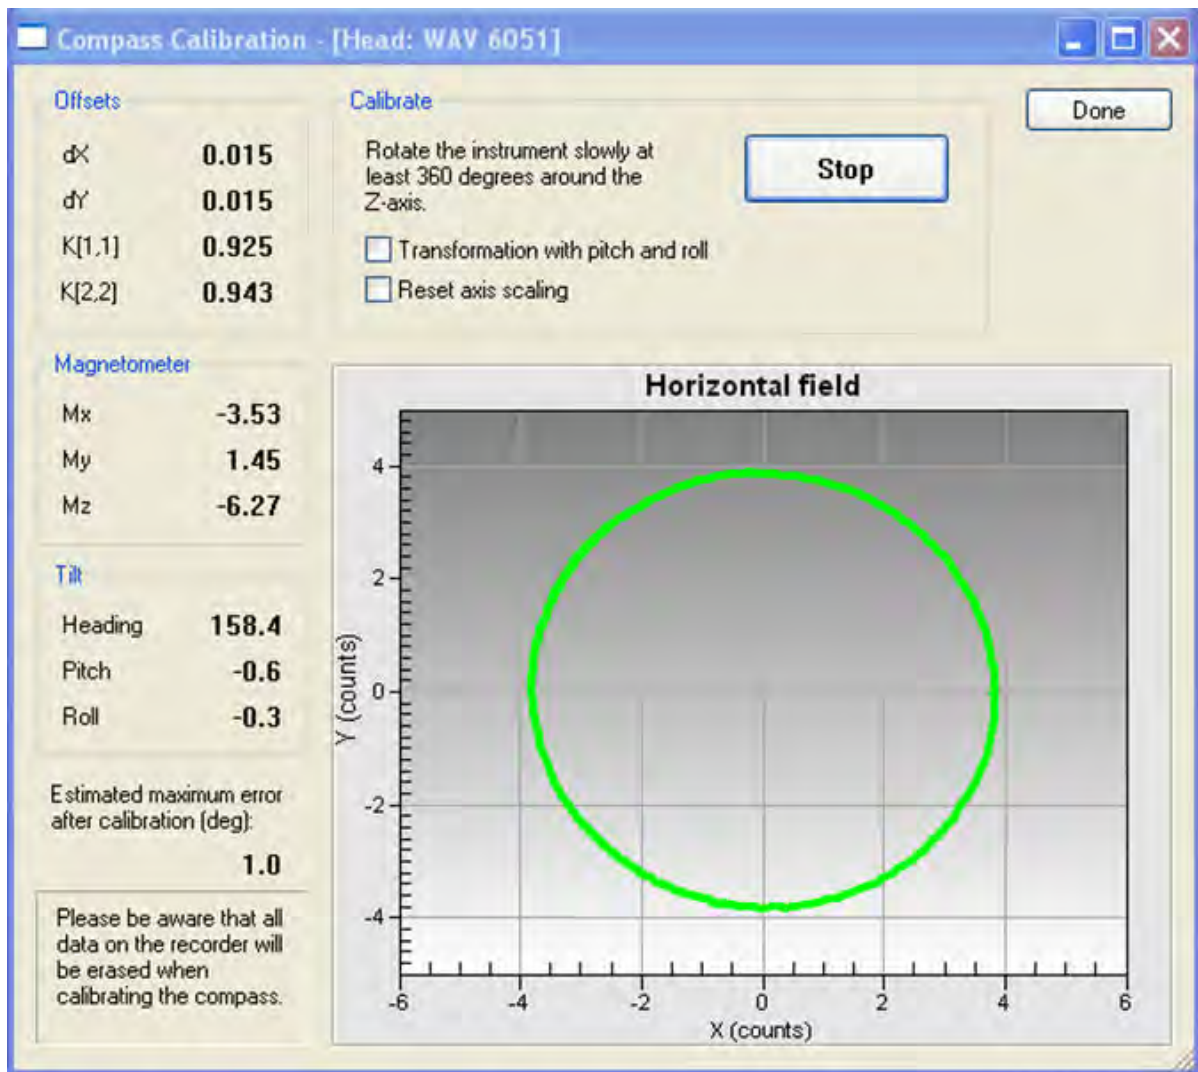 Compass Calibration - [Head: WAV 6051]
Offsets
dX 0.015
dY 0.015
K[1,1] 0.925
K[2,2] 0.943
Calibrate
Rotate the instrument slowly at
least 360 degrees around the
Z-axis.
Stop
Transformation with pitch and roll
Reset axis scaling
Done
Magnetometer
Mx -3.53
My 1.45
Mz -6.27
Tilt
Heading 158.4
Pitch -0.6
Roll -0.3
Estimated maximum error
after calibration (deg):
1.0
Please be aware that all
data on the recorder will
be erased when
calibrating the compass.
Horizontal field
Y (counts)
4
2
0
-2
-4
-6 -4 -2 0 2 4 6
X (counts)